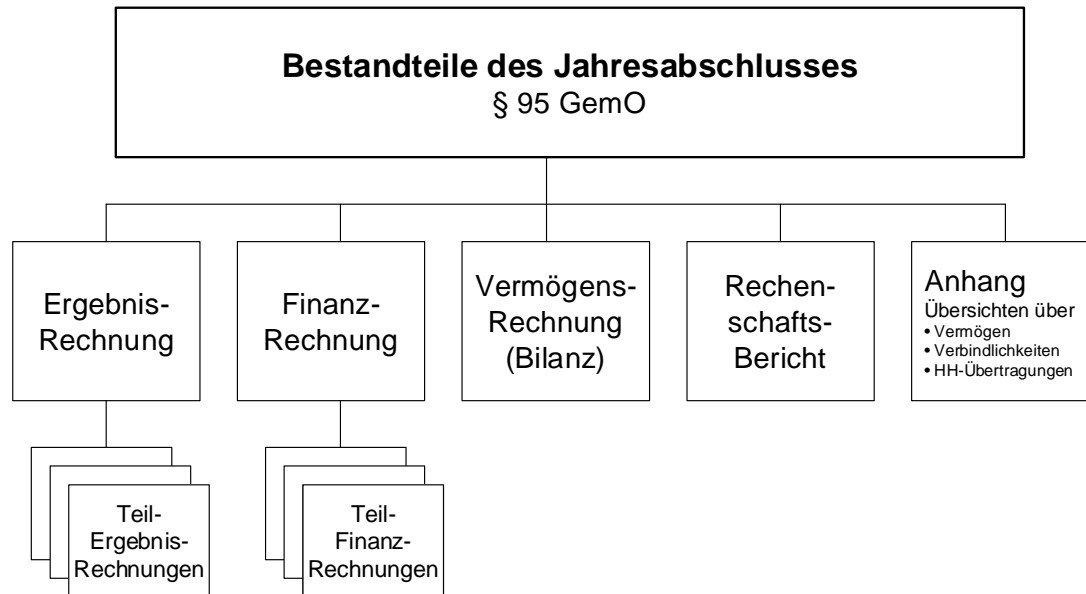 Bestandteile des Jahresabschlusses
§ 95 GemO
Ergebnis-
Rechnung
Finanz-
Rechnung
Vermögens-
Rechnung
(Bilanz)
Rechen-
schafts-
Bericht
Anhang
Übersichten über
• Vermögen
• Verbindlichkeiten
• HH-Übertragungen
Teil-
Ergebnis-
Rechnungen
Teil-
Finanz-
Rechnungen